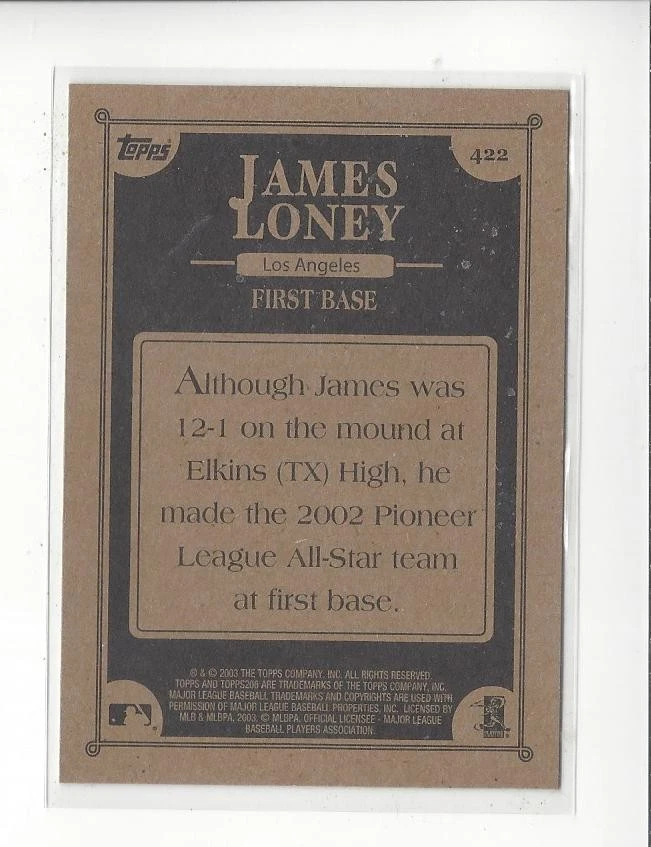 Topps
422
JAMES
LONEY
Los Angeles
FIRST BASE
Although James was
12-1 on the mound at
Elkins (TX) High, he
made the 2002 Pioneer
League All-Star team
at first base.
® & © 2003 THE TOPPS COMPANY, INC. ALL RIGHTS RESERVED.
TOPPS AND TOPPS206 ARE TRADEMARKS OF THE TOPPS COMPANY, INC.
MAJOR LEAGUE BASEBALL TRADEMARKS AND COPYRIGHTS ARE USED WITH
PERMISSION OF MAJOR LEAGUE BASEBALL PROPERTIES, INC. LICENSED BY
MLB & MLBPA, 2003. © MLBPA, OFFICIAL LICENSEE - MAJOR LEAGUE
BASEBALL PLAYERS ASSOCIATION.